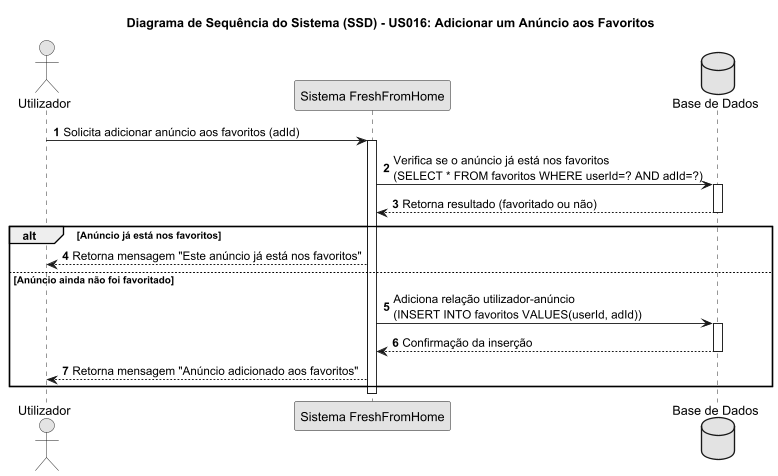 Diagrama de Sequência do Sistema (SSD) - US016: Adicionar um Anúncio aos Favoritos
Utilizador
Sistema FreshFromHome
Base de Dados
1 Solicita adicionar anúncio aos favoritos (adId)
2 Verifica se o anúncio já está nos favoritos
(SELECT * FROM favoritos WHERE userId=? AND adId=?)
3 Retorna resultado (favoritado ou não)
alt [Anúncio já está nos favoritos]
4 Retorna mensagem "Este anúncio já está nos favoritos"
[Anúncio ainda não foi favoritado]
5 Adiciona relação utilizador-anúncio
(INSERT INTO favoritos VALUES(userId, adId))
6 Confirmação da inserção
7 Retorna mensagem "Anúncio adicionado aos favoritos"
Utilizador
Sistema FreshFromHome
Base de Dados